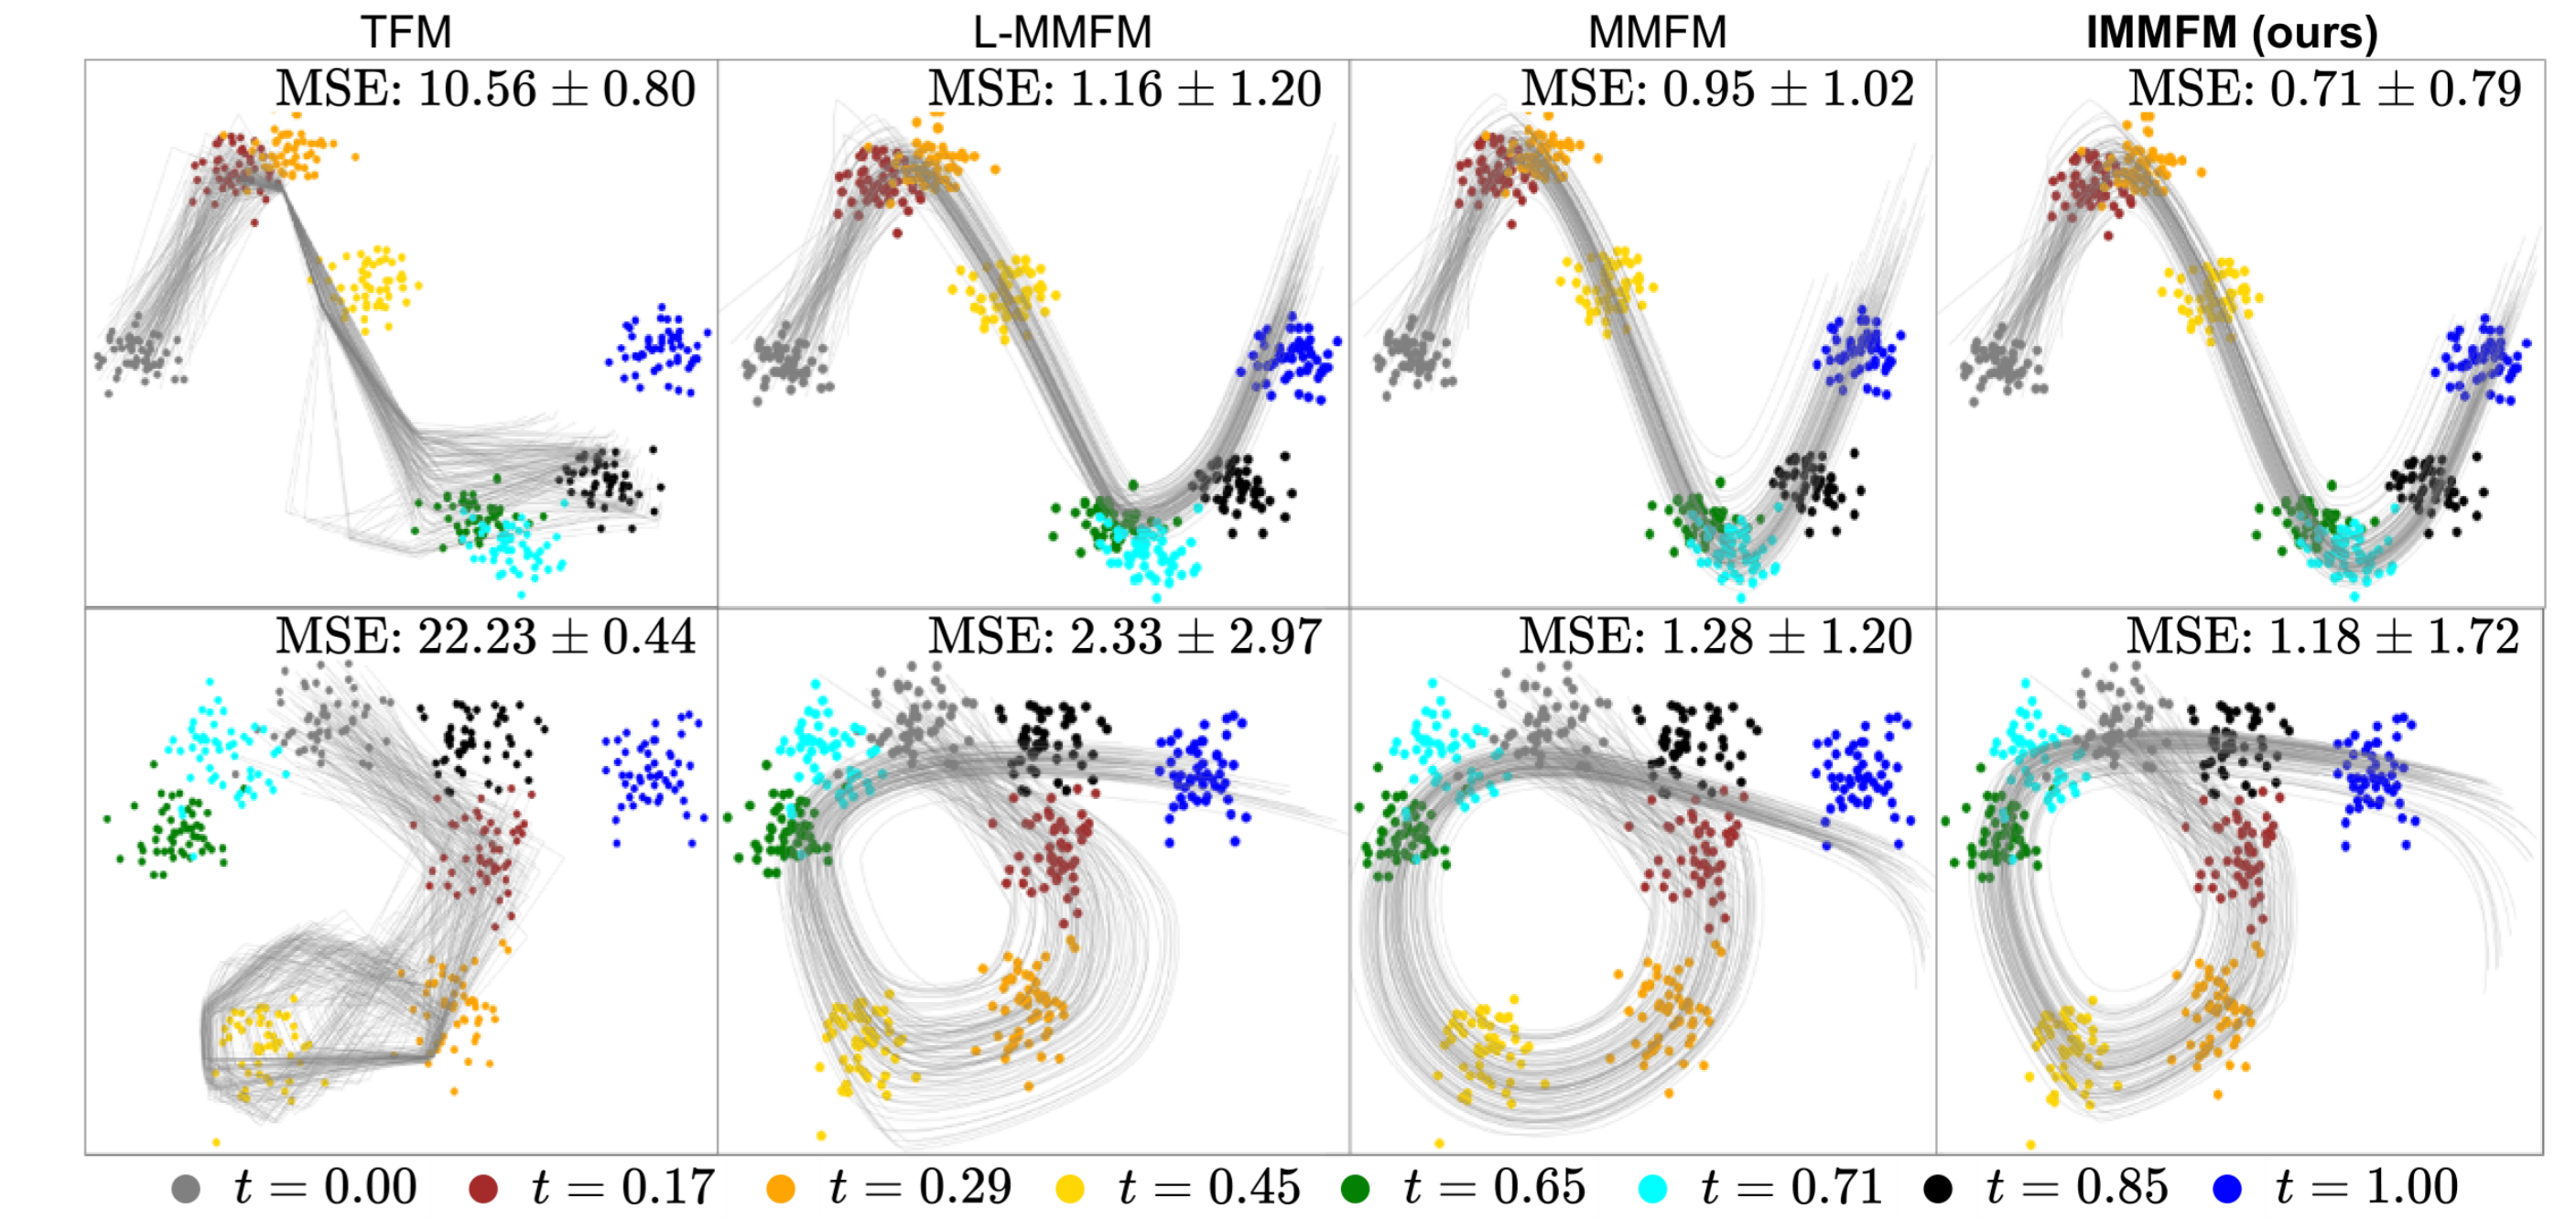 TFM L-MMFM MMFM IMMFM (ours)
MSE: 10.56 ± 0.80 MSE: 1.16 ± 1.20 MSE: 0.95 ± 1.02 MSE: 0.71 ± 0.79
MSE: 22.23 ± 0.44 MSE: 2.33 ± 2.97 MSE: 1.28 ± 1.20 MSE: 1.18 ± 1.72
t = 0.00 t = 0.17 t = 0.29 t = 0.45 t = 0.65 t = 0.71 t = 0.85 t = 1.00